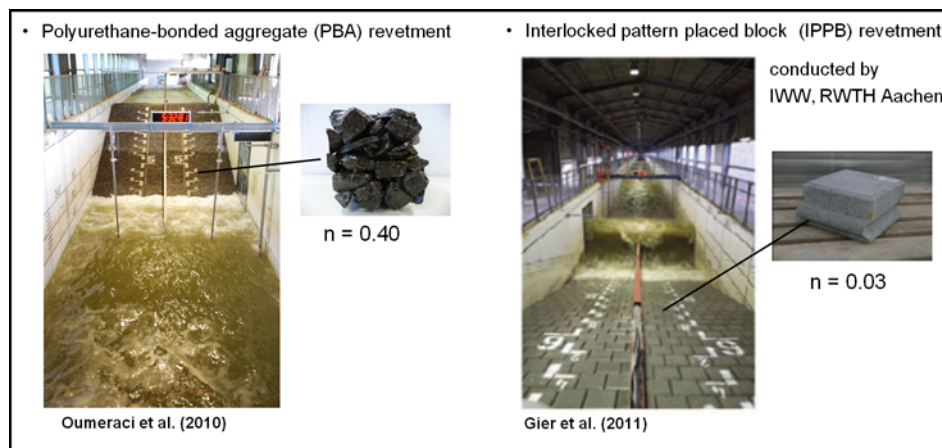 • Polyurethane-bonded aggregate (PBA) revetment
n = 0.40
Oumeraci et al. (2010)
• Interlocked pattern placed block (IPPB) revetment
conducted by
IWW, RWTH Aachen
n = 0.03
Gier et al. (2011)